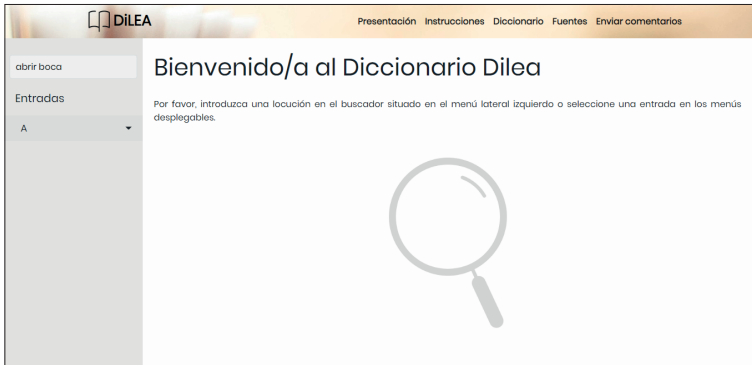 DiLEA
Presentación Instrucciones Diccionario Fuentes Enviar comentarios
abrir boca
Entradas
A
Bienvenido/a al Diccionario Dilea
Por favor, introduzca una locución en el buscador situado en el menú lateral izquierdo o seleccione una entrada en los menús
desplegables.